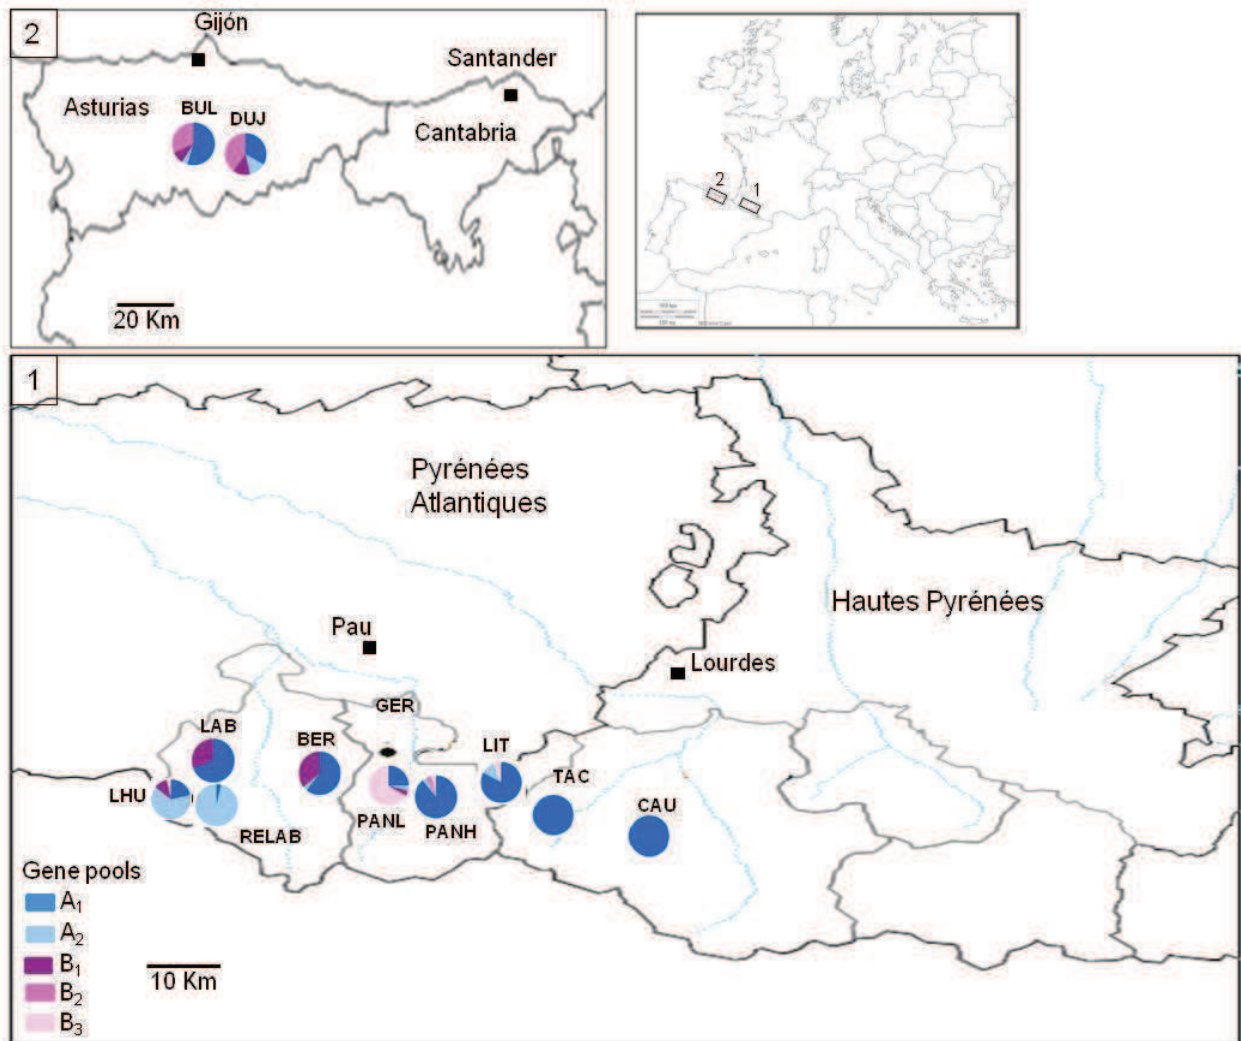 2
Gijón
Santander
Asturias
BUL
DUJ
Cantabria
20 Km
2
1
1
Pyrénées
Atlantiques
Hautes Pyrénées
Pau
Lourdes
GER
LAB
BER
LIT
TAC
LHU
CAU
RELAB
PANL
PANH
Gene pools
A1
A2
B1
B2
B3
10 Km